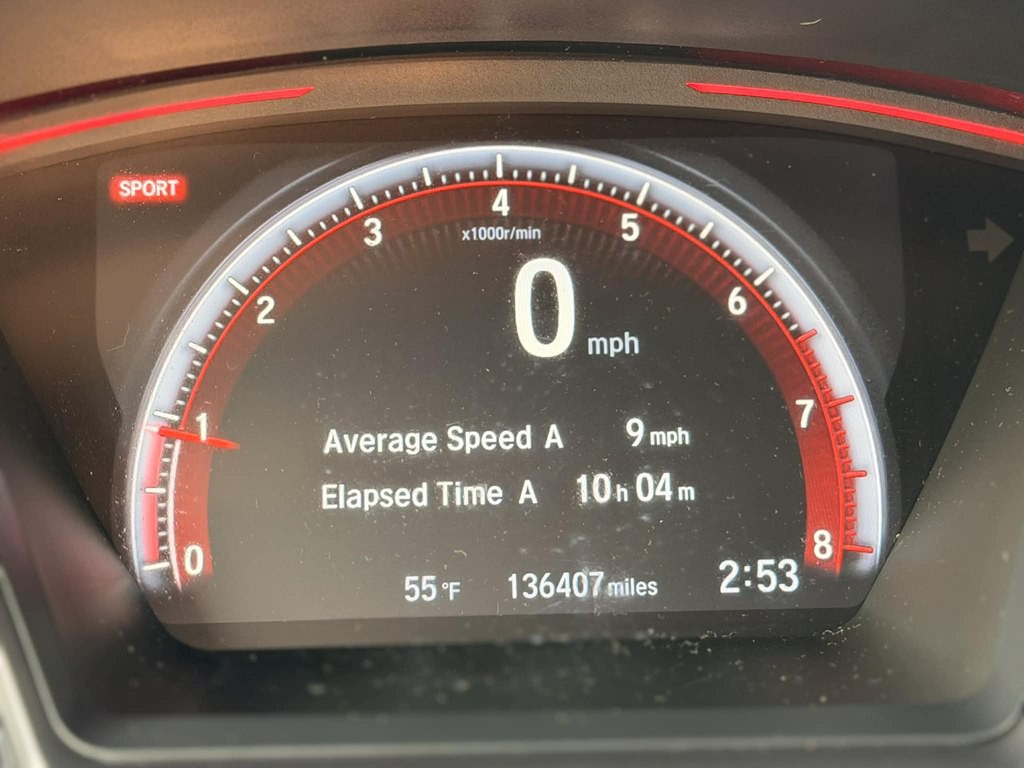 SPORT
0
1
2
3
4
5
6
7
8
x1000r/min
0 mph
Average Speed A 9 mph
Elapsed Time A 10 h 04 m
55 °F 136407 miles 2:53